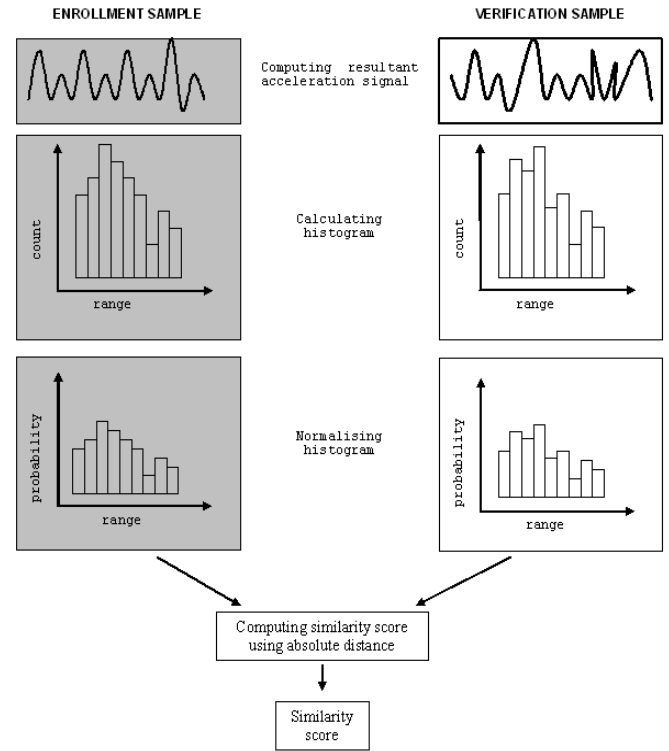 ENROLLMENT SAMPLE
VERIFICATION SAMPLE
Computing resultant
acceleration signal
count
range
Calculating
histogram
count
range
probability
range
Normalising
histogram
probability
range
Computing similarity score
using absolute distance
Similarity
score